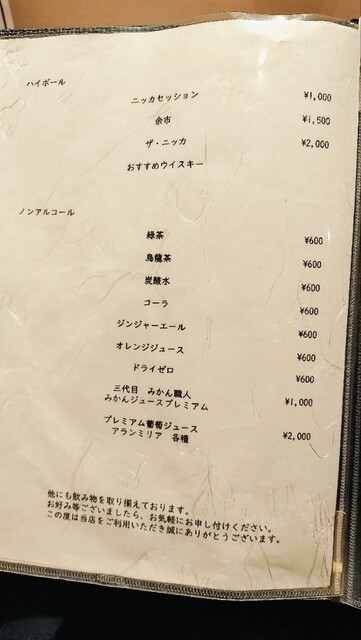 ハイボール
ニッカセッション ¥1,000
余市 ¥1,500
ザ・ニッカ ¥2,000
おすすめウイスキー
ノンアルコール
緑茶 ¥600
烏龍茶 ¥600
炭酸水 ¥600
コーラ ¥600
ジンジャーエール ¥600
オレンジジュース ¥600
ドライゼロ ¥600
三代目 みかん職人
みかんジュースプレミアム ¥1,000
プレミアム葡萄ジュース
アランミリア 各種 ¥2,000
他にも飲み物を取り揃えております。
お好み等ございましたら、お気軽にお申し付けください。
この度は当店をご利用いただき誠にありがとうございます。